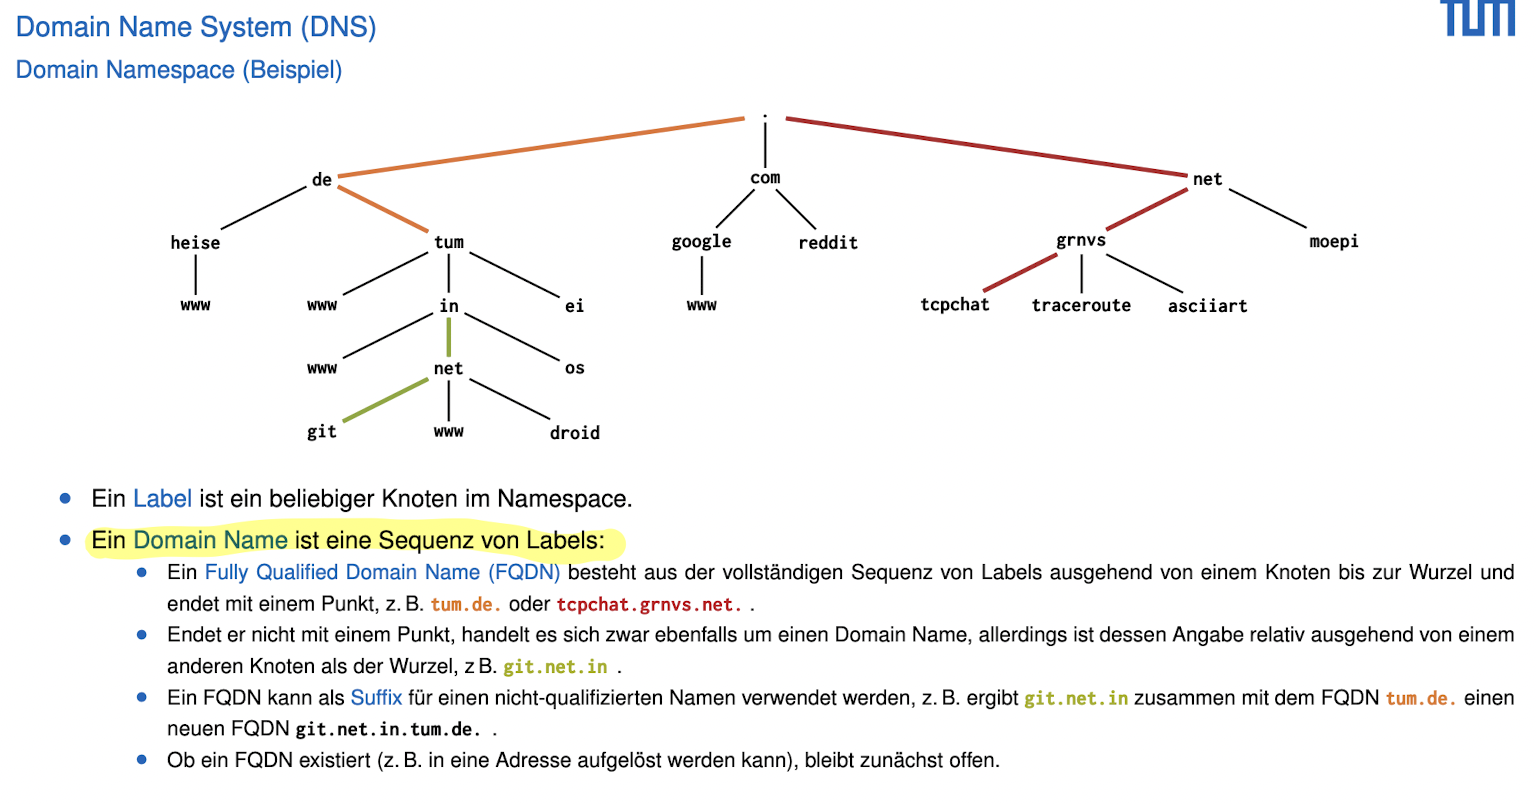 Domain Name System (DNS)
TUM
Domain Namespace (Beispiel)
.
de com net
heise tum google reddit grnvs moepi
www www in ei www tcpchat traceroute asciiart
www net os
git www droid
• Ein Label ist ein beliebiger Knoten im Namespace.
• Ein Domain Name ist eine Sequenz von Labels:
• Ein Fully Qualified Domain Name (FQDN) besteht aus der vollständigen Sequenz von Labels ausgehend von einem Knoten bis zur Wurzel und
endet mit einem Punkt, z. B. tum.de. oder tcpchat.grnvs.net. .
• Endet er nicht mit einem Punkt, handelt es sich zwar ebenfalls um einen Domain Name, allerdings ist dessen Angabe relativ ausgehend von einem
anderen Knoten als der Wurzel, z B. git.net.in .
• Ein FQDN kann als Suffix für einen nicht-qualifizierten Namen verwendet werden, z. B. ergibt git.net.in zusammen mit dem FQDN tum.de. einen
neuen FQDN git.net.in.tum.de. .
• Ob ein FQDN existiert (z. B. in eine Adresse aufgelöst werden kann), bleibt zunächst offen.